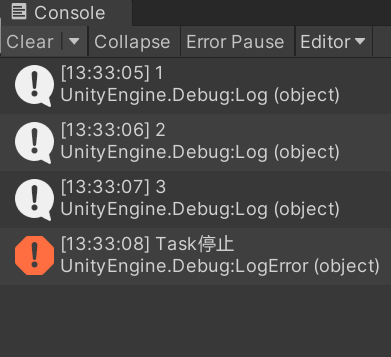 Console
Clear Collapse Error Pause Editor
[13:33:05] 1
UnityEngine.Debug:Log (object)
[13:33:06] 2
UnityEngine.Debug:Log (object)
[13:33:07] 3
UnityEngine.Debug:Log (object)
[13:33:08] Task停止
UnityEngine.Debug:LogError (object)